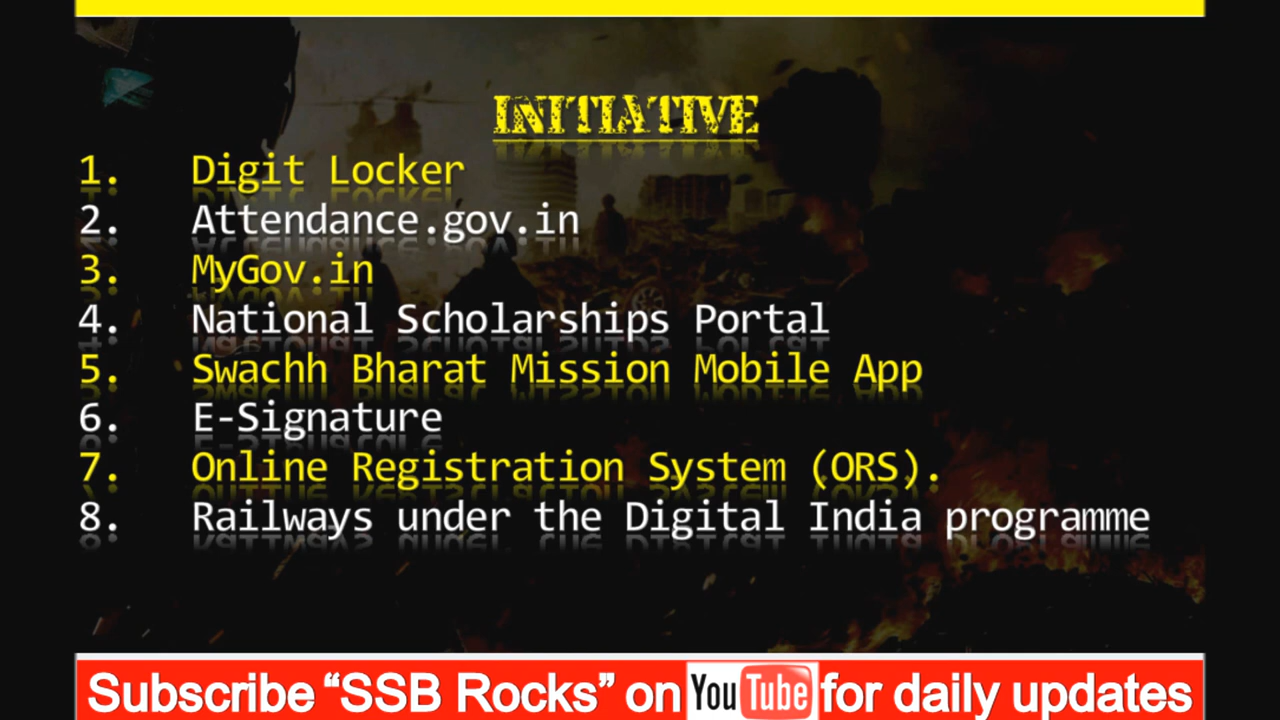 INITIATIVE
1. Digit Locker
2. Attendance.gov.in
3. MyGov.in
4. National Scholarships Portal
5. Swachh Bharat Mission Mobile App
6. E-Signature
7. Online Registration System (ORS).
8. Railways under the Digital India programme
Subscribe “SSB Rocks” on YouTube for daily updates